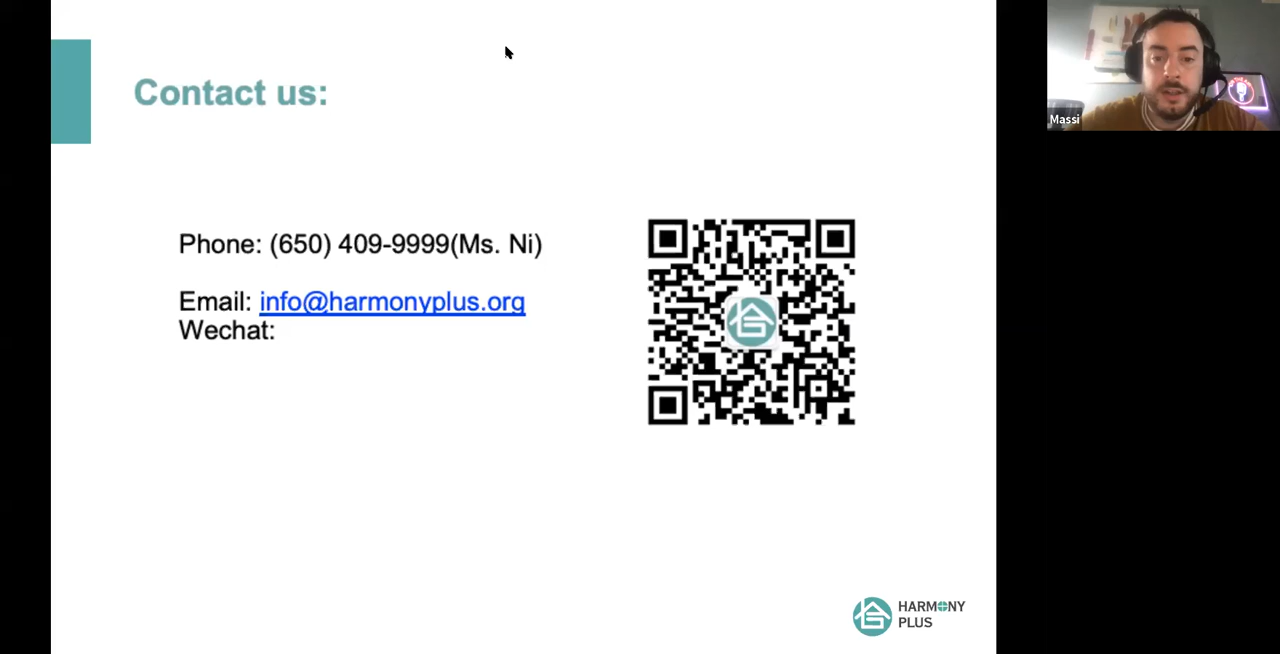 Contact us:
Phone: (650) 409-9999(Ms. Ni)
Email: info@harmonyplus.org
Wechat:
HARMONY
PLUS
Massi